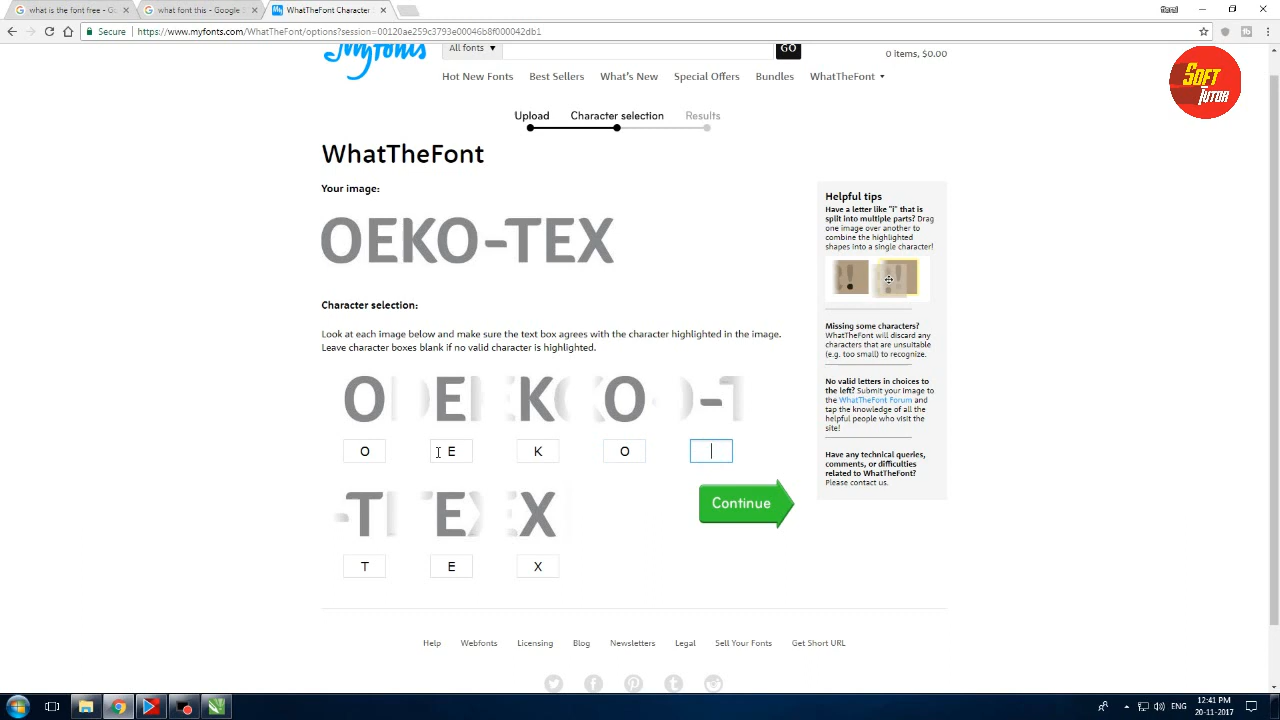 what is the font free - Go
what font this - Google S
WhatTheFont Character
Secure
https://www.myfonts.com/WhatTheFont/options?session=00120ae259c3793e00046b8f000042db1
MyFonts
All fonts
GO
0 Items, $0.00
Hot New Fonts Best Sellers What's New Special Offers Bundles WhatTheFont
SOFT
TUTOR
Upload Character selection Results
WhatTheFont
Your image:
OEKO-TEX
Character selection:
Look at each image below and make sure the text box agrees with the character highlighted in the image.
Leave character boxes blank if no valid character is highlighted.
O E K O -
O E K O
T E X
T E X
Continue
Helpful tips
Have a letter like "i" that is
split into multiple parts? Drag
one image over another to
combine the highlighted
shapes into a single character!
Missing some characters?
WhatTheFont will discard any
characters that are unsuitable
(e.g. too small) to recognize.
No valid letters in choices to
the left? Submit your image to
the WhatTheFont Forum and
tap the knowledge of all the
helpful people who visit the
site!
Have any technical queries,
comments, or difficulties
related to WhatTheFont?
Please contact us.
Help Webfonts Licensing Blog Newsletters Legal Sell Your Fonts Get Short URL
ENG
12:41 PM
20-11-2017